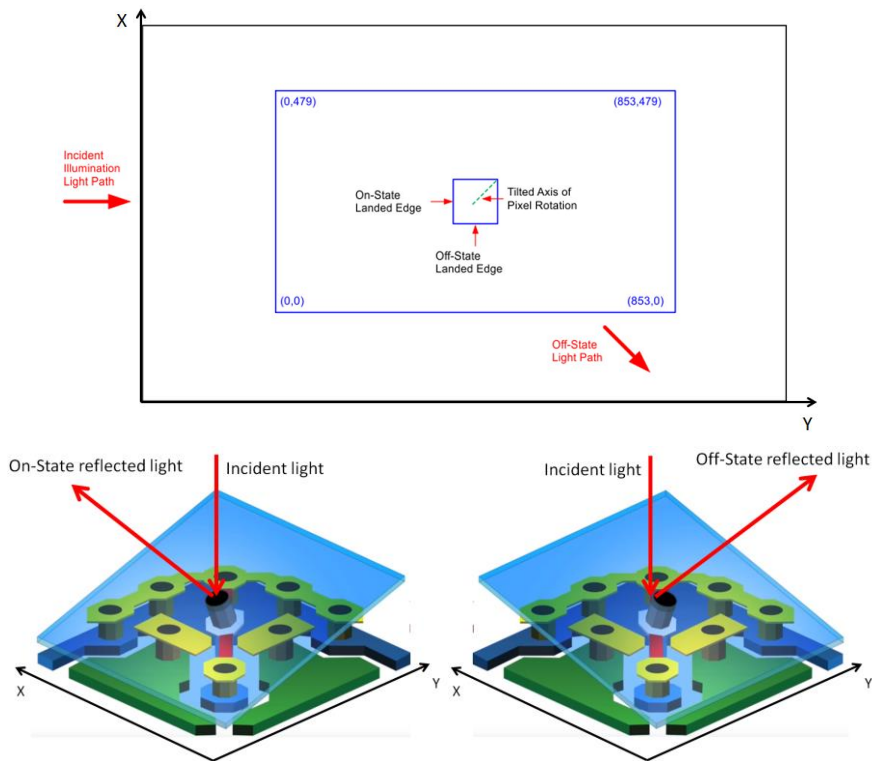 X
(0,479)
(853,479)
Incident
Illumination
Light Path
On-State
Landed Edge
Tilted Axis of
Pixel Rotation
Off-State
Landed Edge
(0,0)
(853,0)
Off-State
Light Path
Y
On-State reflected light
Incident light
Incident light
Off-State reflected light
X
Y
X
Y